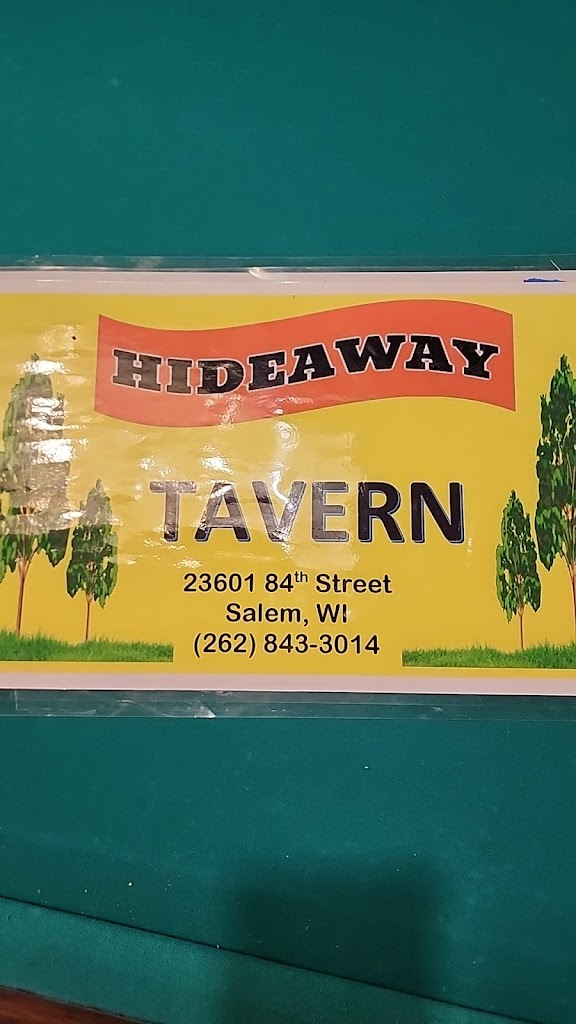 HIDEAWAY
TAVERN
23601 84th Street
Salem, WI
(262) 843-3014